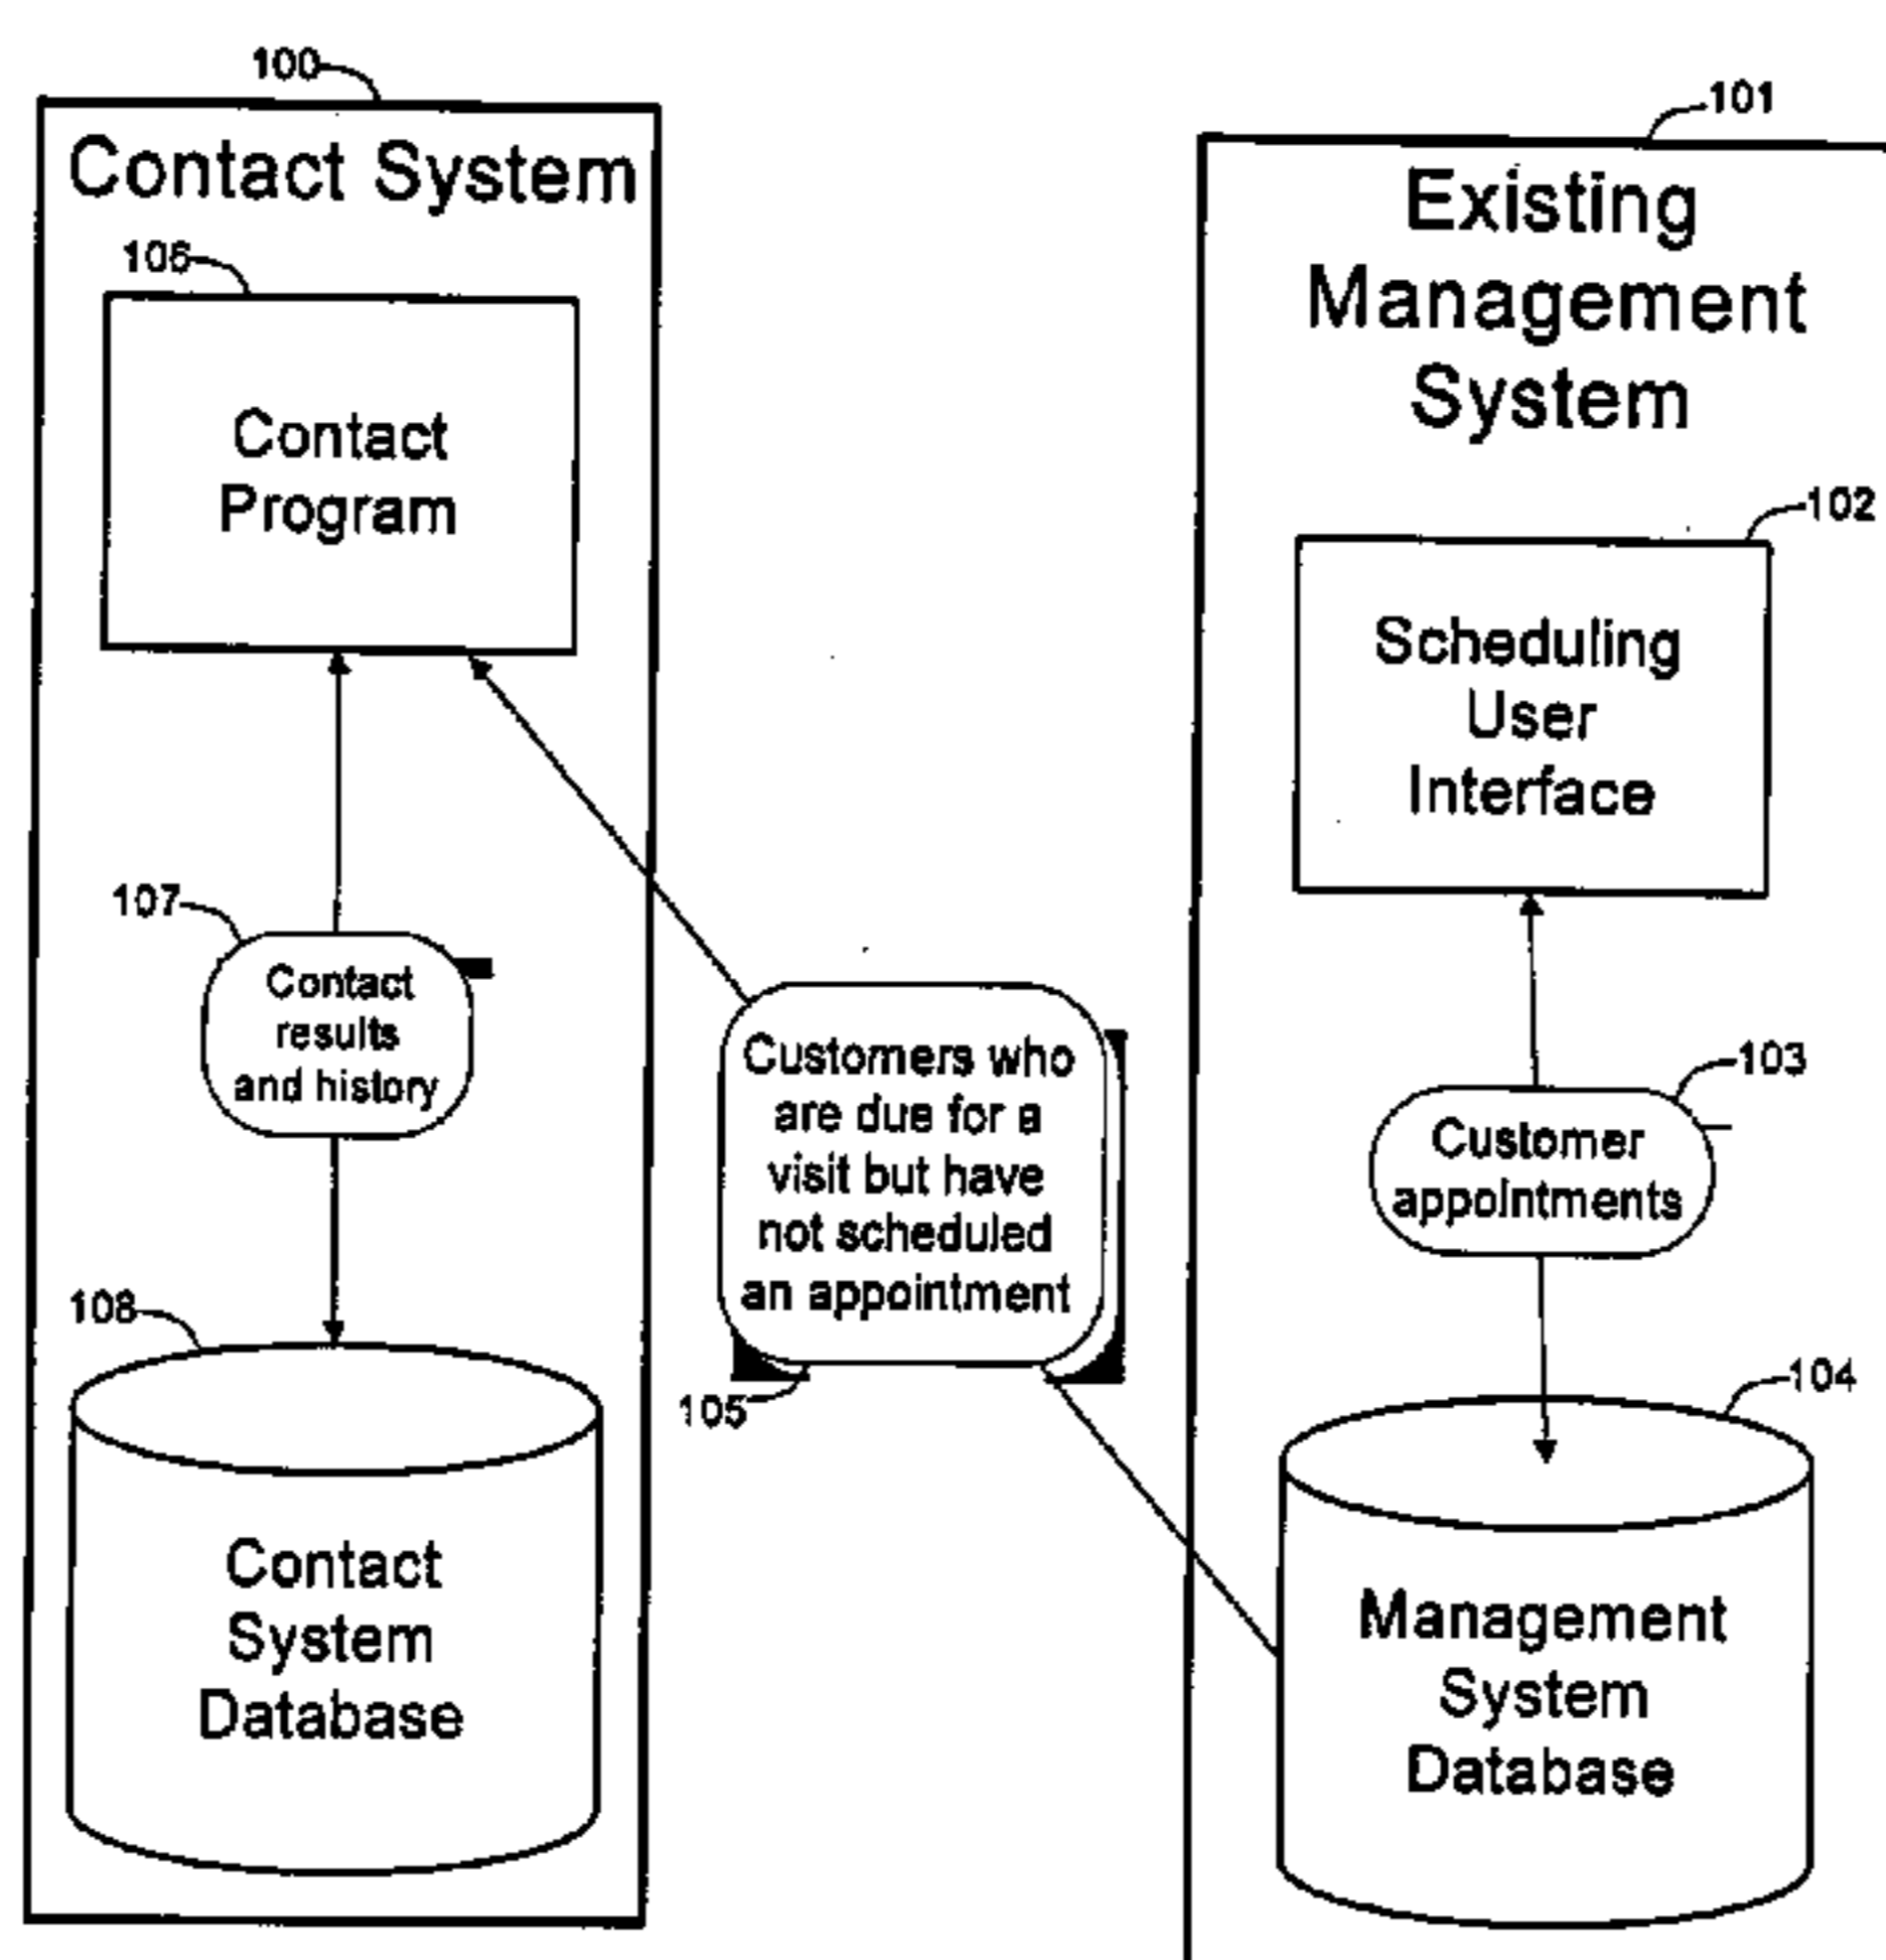 100
Contact System
106
Contact
Program
107
Contact
results
and history
108
Contact
System
Database
Customers who
are due for a
visit but have
not scheduled
an appointment
105
101
Existing
Management
System
102
Scheduling
User
Interface
103
Customer
appointments
104
Management
System
Database